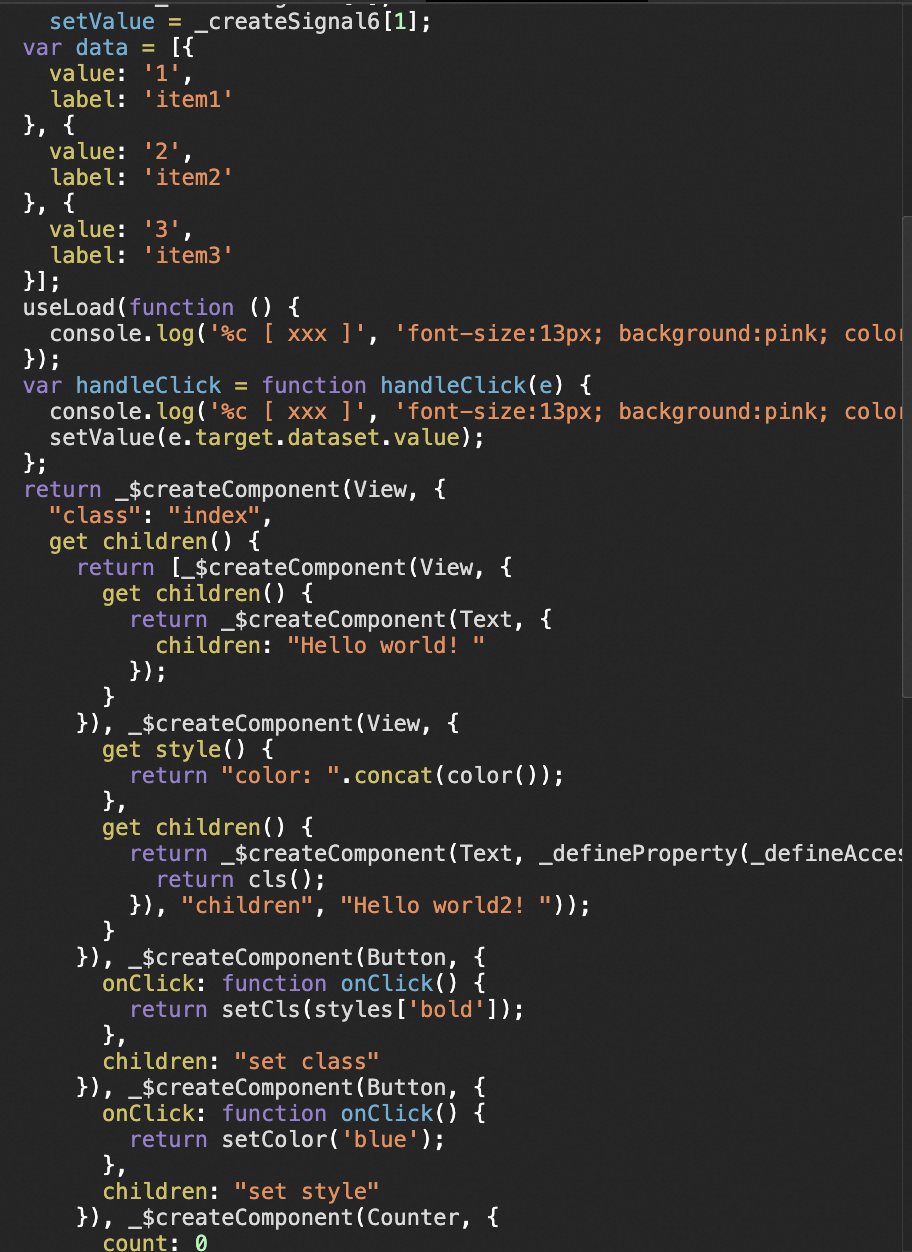 setValue = _createSignal6[1];
var data = [{
  value: '1',
  label: 'item1'
}, {
  value: '2',
  label: 'item2'
}, {
  value: '3',
  label: 'item3'
}];
useLoad(function () {
  console.log('%c [ xxx ]', 'font-size:13px; background:pink; color
});
var handleClick = function handleClick(e) {
  console.log('%c [ xxx ]', 'font-size:13px; background:pink; color
  setValue(e.target.dataset.value);
};
return _$createComponent(View, {
  "class": "index",
  get children() {
    return [_$createComponent(View, {
      get children() {
        return _$createComponent(Text, {
          children: "Hello world! "
        });
      }
    }), _$createComponent(View, {
      get style() {
        return "color: ".concat(color());
      },
      get children() {
        return _$createComponent(Text, _defineProperty(_defineAcces
          return cls();
        }), "children", "Hello world2! "));
      }
    }), _$createComponent(Button, {
      onClick: function onClick() {
        return setCls(styles['bold']);
      },
      children: "set class"
    }), _$createComponent(Button, {
      onClick: function onClick() {
        return setColor('blue');
      },
      children: "set style"
    }), _$createComponent(Counter, {
      count: 0